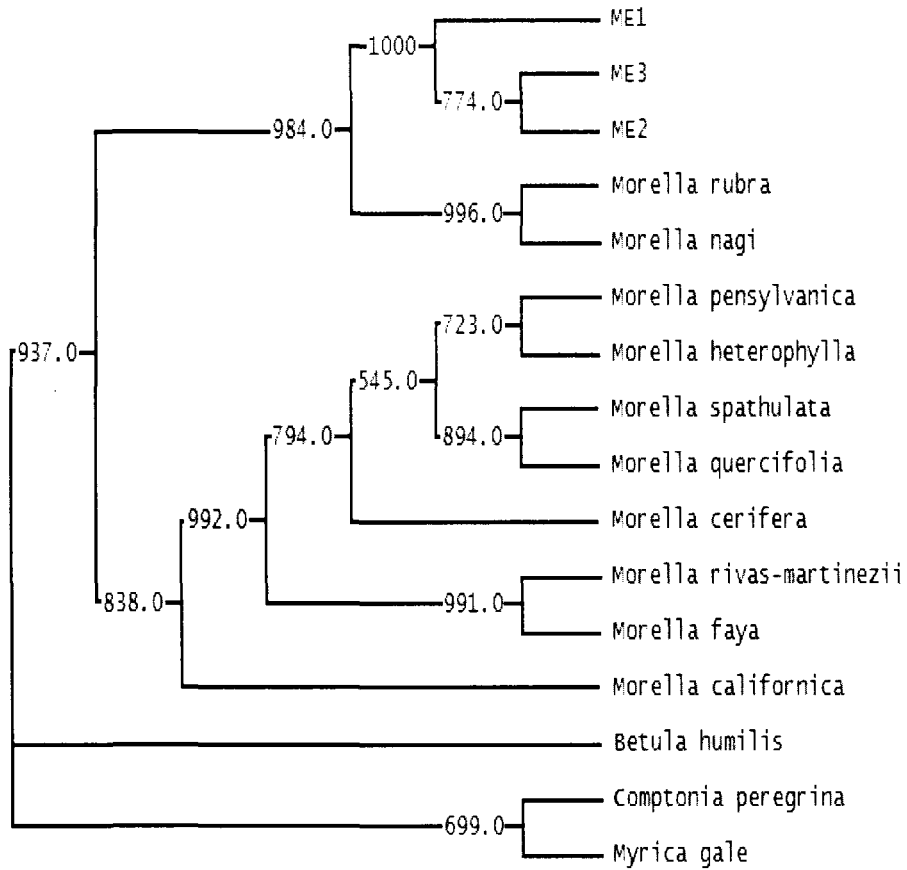 ME1
1000
ME3
774.0
ME2
984.0
Morella rubra
996.0
Morella nagi
Morella pensylvanica
723.0
937.0
Morella heterophylla
545.0
Morella spathulata
794.0
894.0
Morella quercifolia
992.0
Morella cerifera
Morella rivas-martinezii
838.0
991.0
Morella faya
Morella californica
Betula humilis
Comptonia peregrina
699.0
Myrica gale